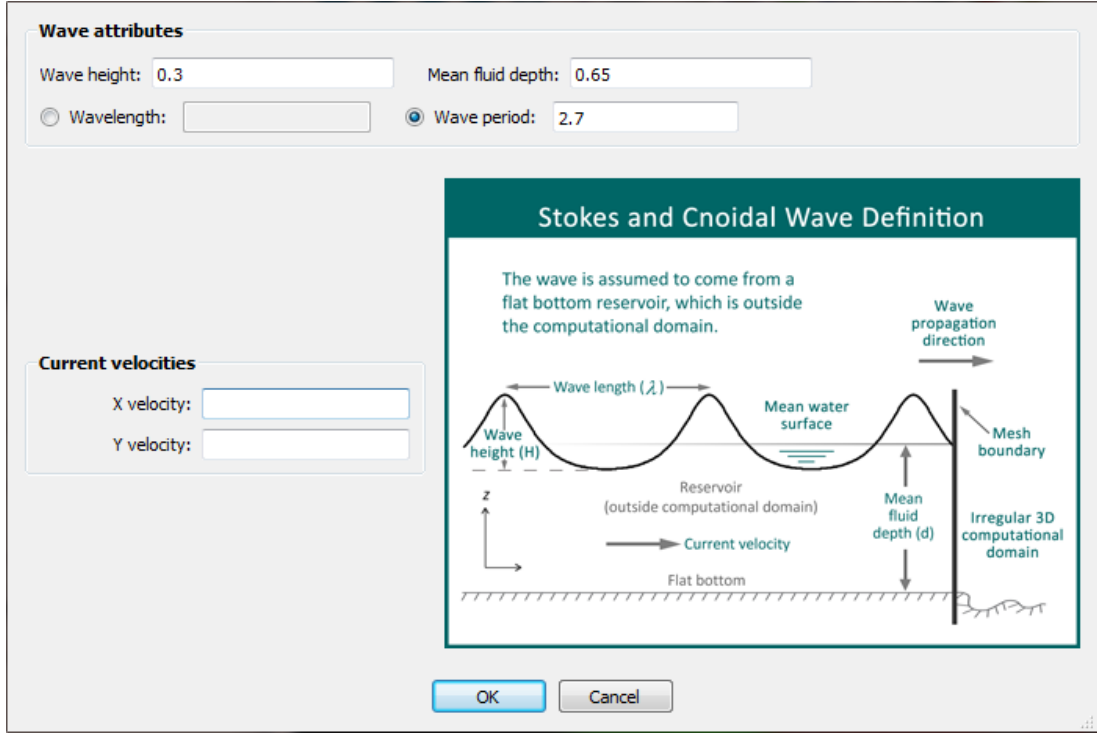 Wave attributes
Wave height: 0.3 Mean fluid depth: 0.65
Wavelength: Wave period: 2.7
Stokes and Cnoidal Wave Definition
The wave is assumed to come from a
flat bottom reservoir, which is outside
the computational domain.
Wave
propagation
direction
Current velocities
X velocity:
Y velocity:
Wave length (λ)
Wave
height (H)
Mean water
surface
Mesh
boundary
Reservoir
(outside computational domain)
z
Mean
fluid
depth (d)
Irregular 3D
computational
domain
Current velocity
Flat bottom
OK Cancel